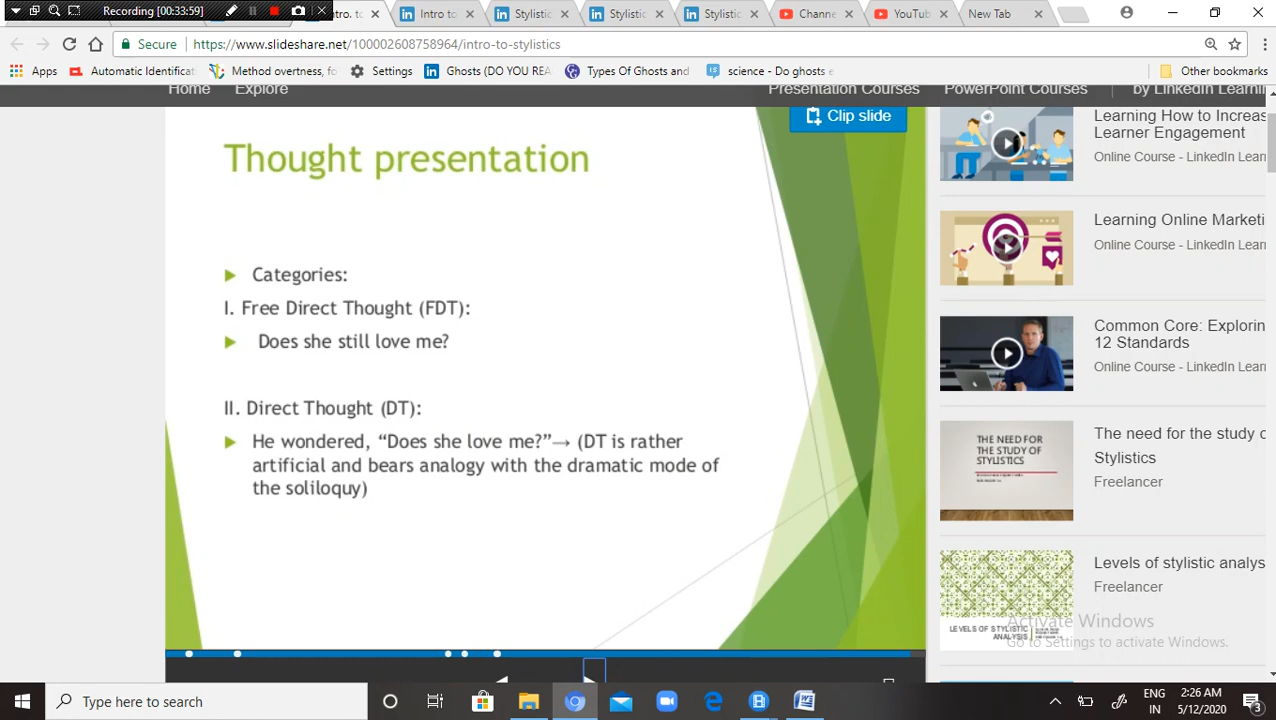 Recording [00:33:59]
ntro. to
Intro to
Stylistic
Stylistic
Stylistic
Channe
YouTub
New Tab
Secure
https://www.slideshare.net/100002608758964/intro-to-stylistics
Apps
Automatic Identificat
Method overtness, fo
Settings
Ghosts (DO YOU REA
Types Of Ghosts and
science - Do ghosts e
Other bookmarks
Home
Explore
Presentation Courses
PowerPoint Courses
by LinkedIn Learnin
Clip slide
Thought presentation
Categories:
I. Free Direct Thought (FDT):
Does she still love me?
II. Direct Thought (DT):
He wondered, “Does she love me?”→ (DT is rather
artificial and bears analogy with the dramatic mode of
the soliloquy)
Learning How to Increas
Learner Engagement
Online Course - LinkedIn Lear
Learning Online Marketi
Online Course - LinkedIn Lear
Common Core: Explorin
12 Standards
Online Course - LinkedIn Lear
THE NEED FOR
THE STUDY OF
STYLISTICS
The need for the study o
Stylistics
Freelancer
LEVELS OF STYLISTIC
ANALYSIS
Levels of stylistic analys
Freelancer
Activate Windows
Go to Settings to activate Windows.
Type here to search
ENG
IN
2:26 AM
5/12/2020
3